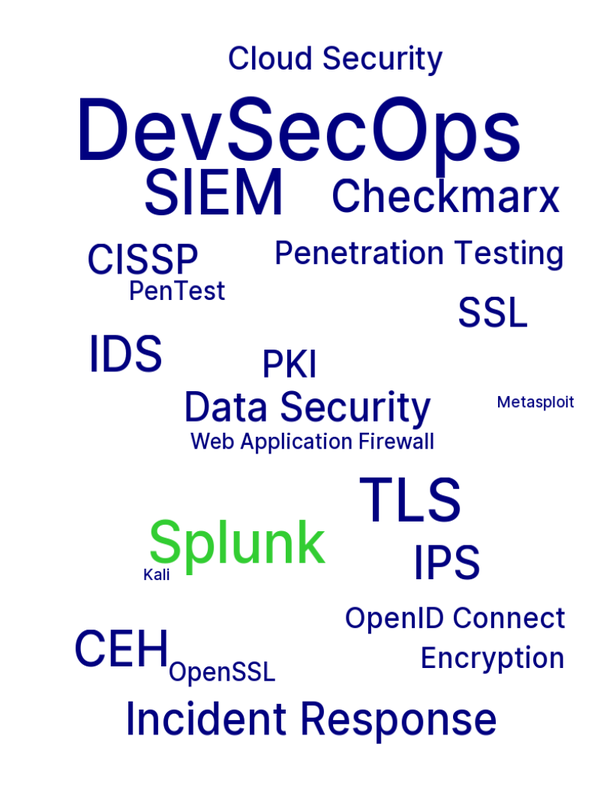 Cloud Security
DevSecOps
SIEM
Checkmarx
CISSP
Penetration Testing
PenTest
SSL
IDS
PKI
Data Security
Metasploit
Web Application Firewall
TLS
Splunk
IPS
Kali
OpenID Connect
CEH
Encryption
OpenSSL
Incident Response